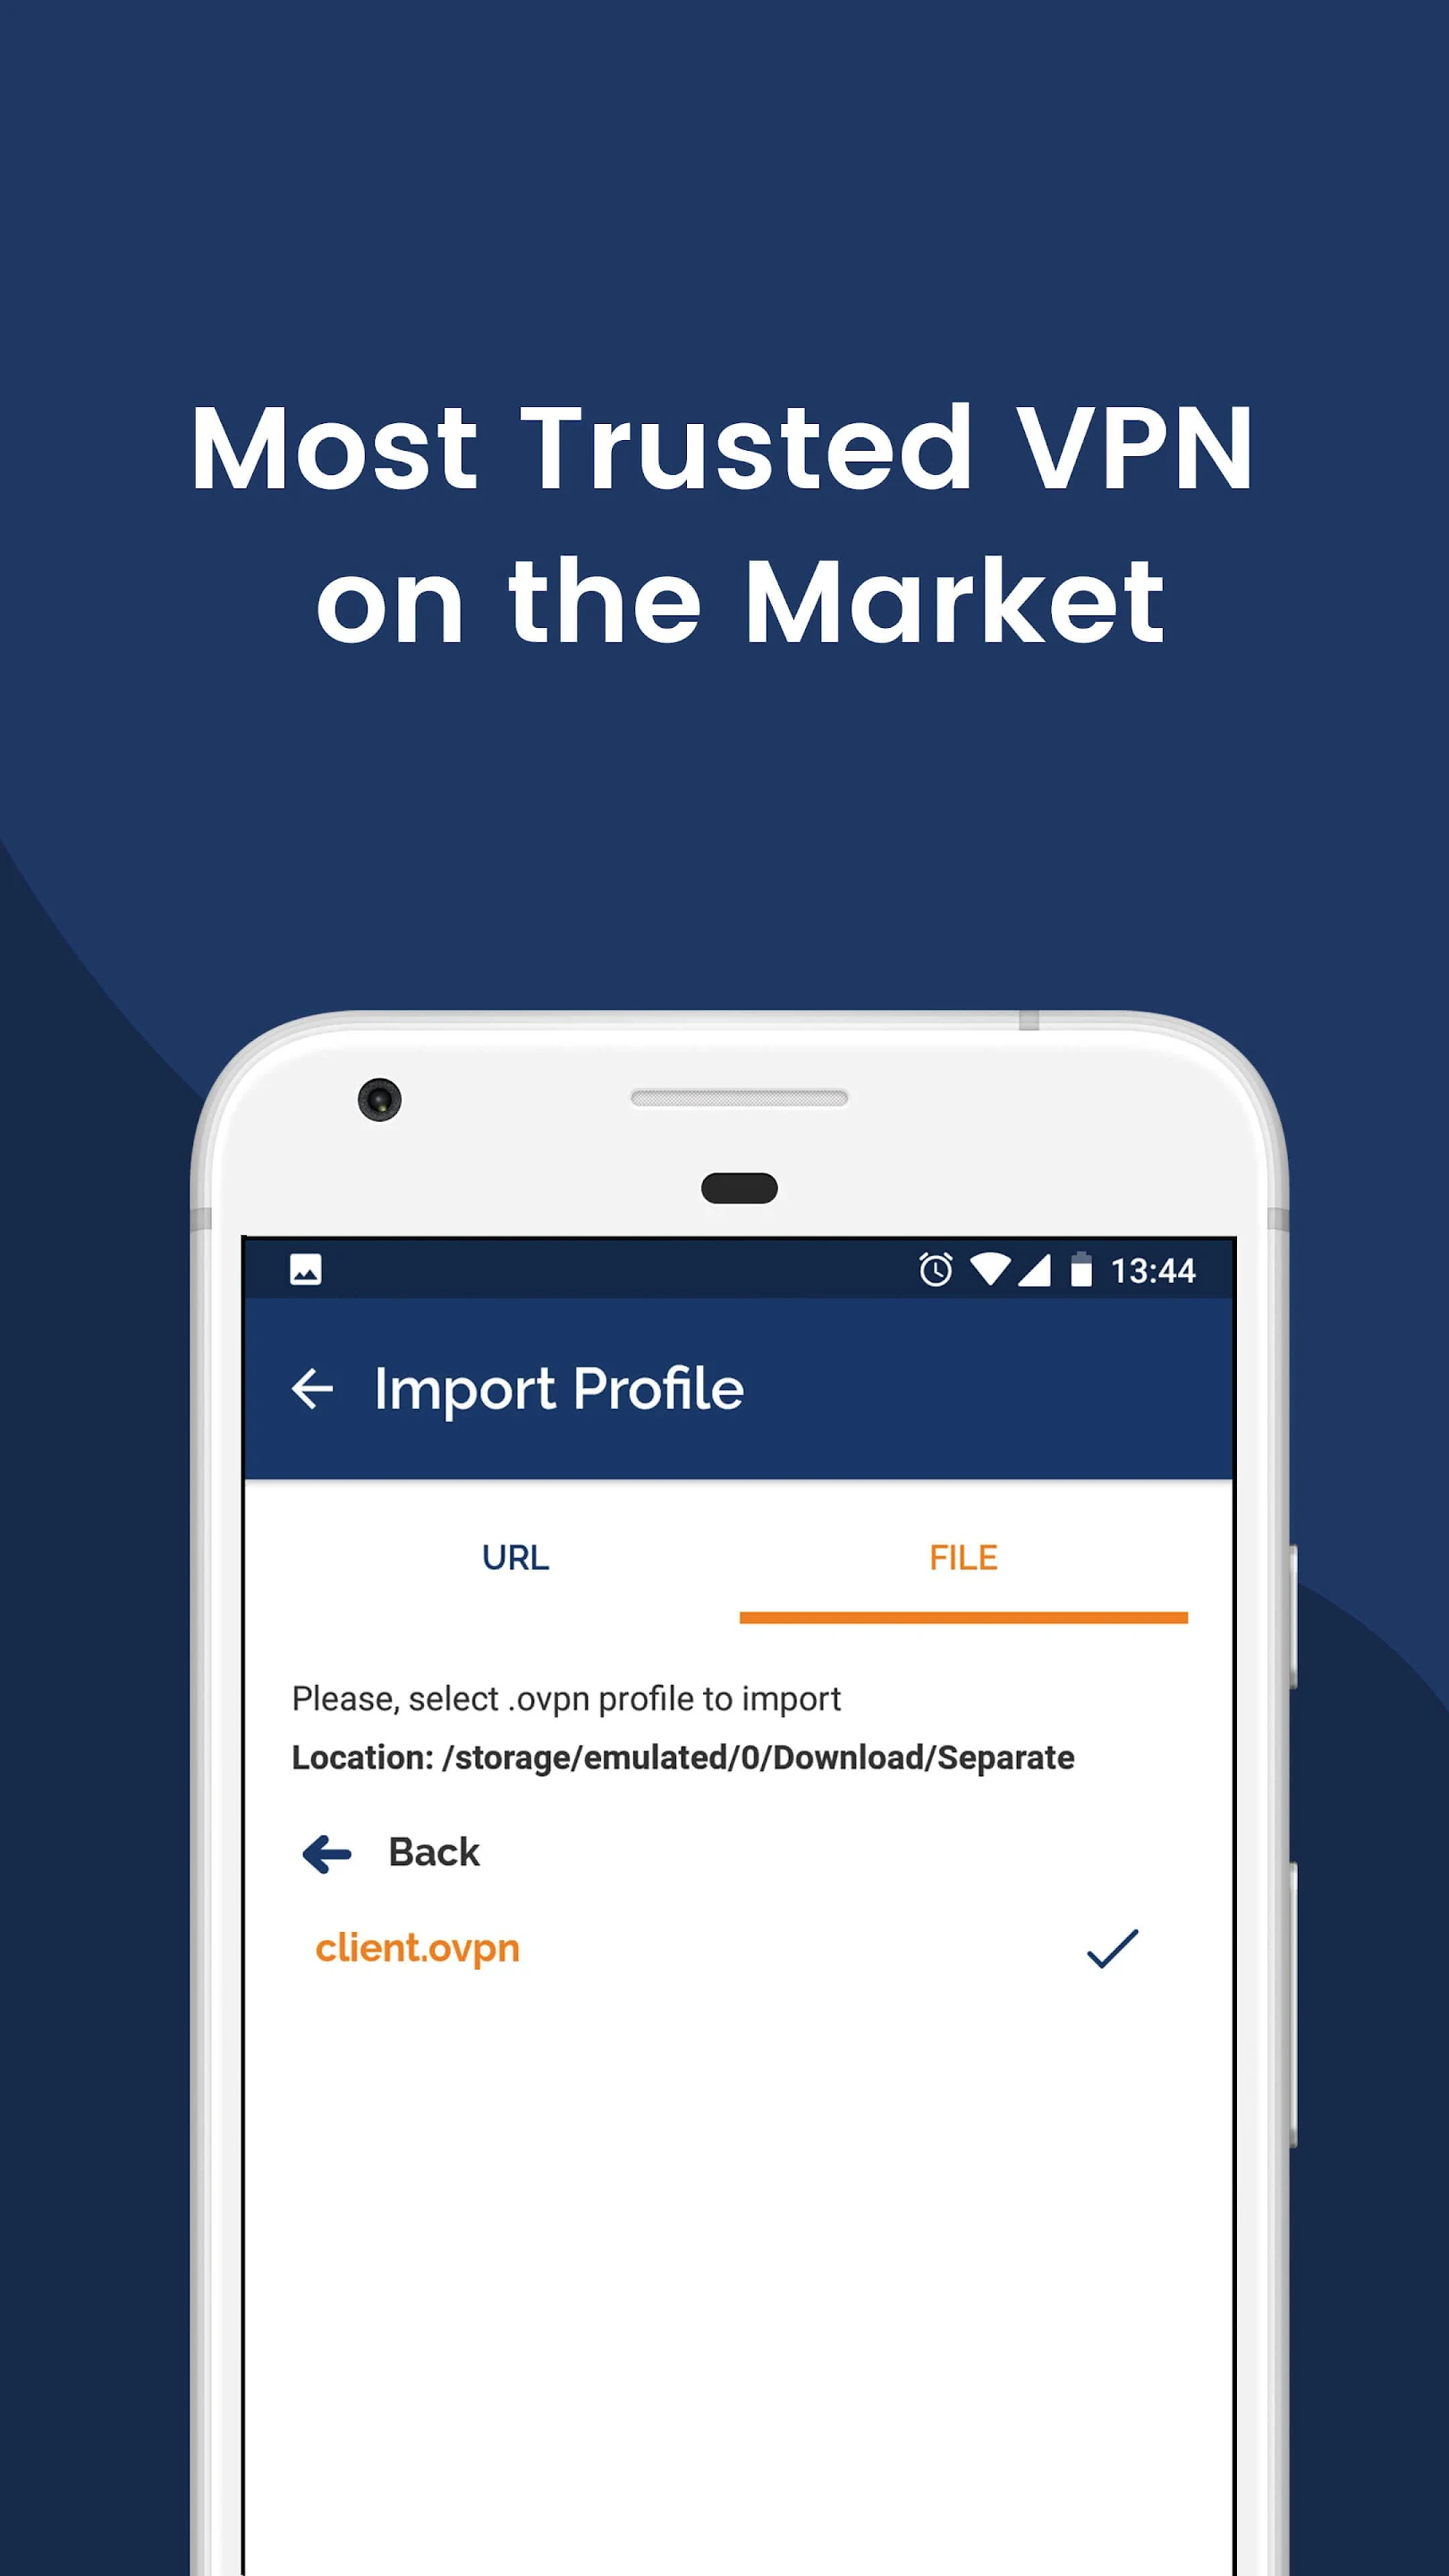 Most Trusted VPN
on the Market
13:44
Import Profile
URL
FILE
Please, select .ovpn profile to import
Location: /storage/emulated/0/Download/Separate
Back
client.ovpn